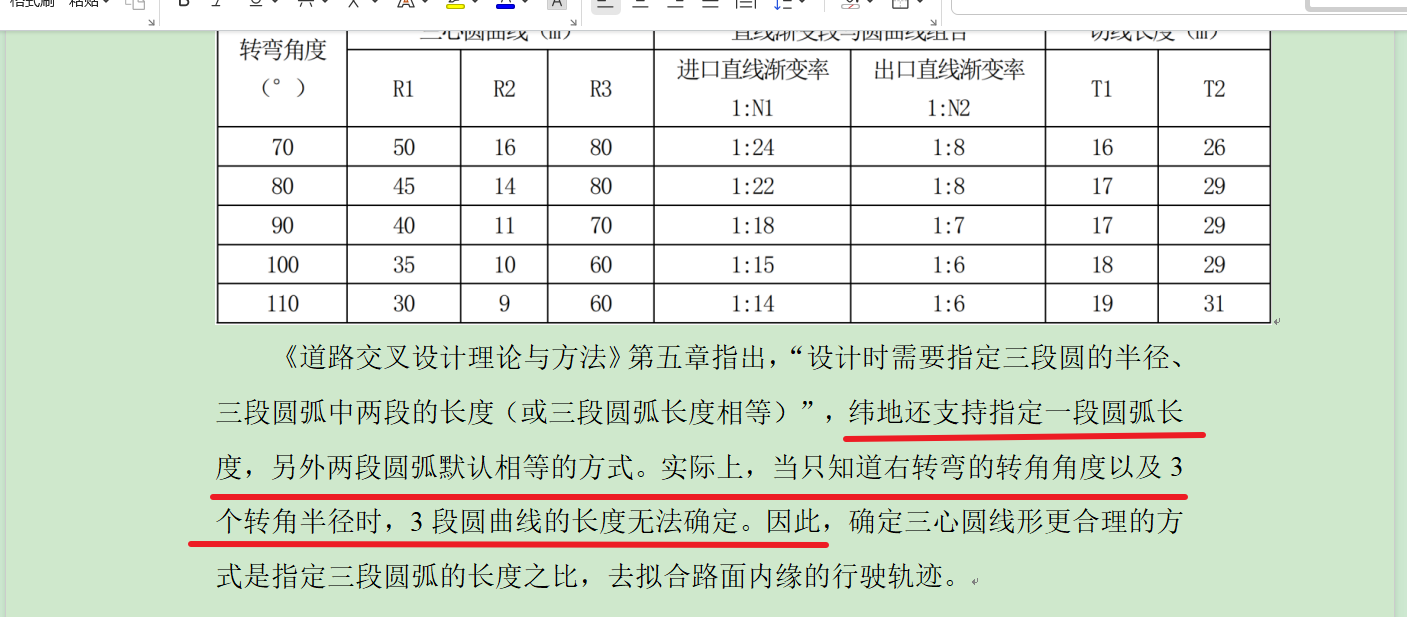 格式刷 粘贴
B I U A A A
三心圆曲线（m） 直线渐变段与圆曲线组合 切线长度（m）
转弯角度
（°）
R1 R2 R3 进口直线渐变率 1:N1 出口直线渐变率 1:N2 T1 T2
70 50 16 80 1:24 1:8 16 26
80 45 14 80 1:22 1:8 17 29
90 40 11 70 1:18 1:7 17 29
100 35 10 60 1:15 1:6 18 29
110 30 9 60 1:14 1:6 19 31
《道路交叉设计理论与方法》第五章指出，“设计时需要指定三段圆的半径、
三段圆弧中两段的长度（或三段圆弧长度相等）”，纬地还支持指定一段圆弧长
度，另外两段圆弧默认相等的方式。实际上，当只知道右转弯的转角角度以及 3
个转角半径时，3 段圆曲线的长度无法确定。因此，确定三心圆线形更合理的方
式是指定三段圆弧的长度之比，去拟合路面内缘的行驶轨迹。